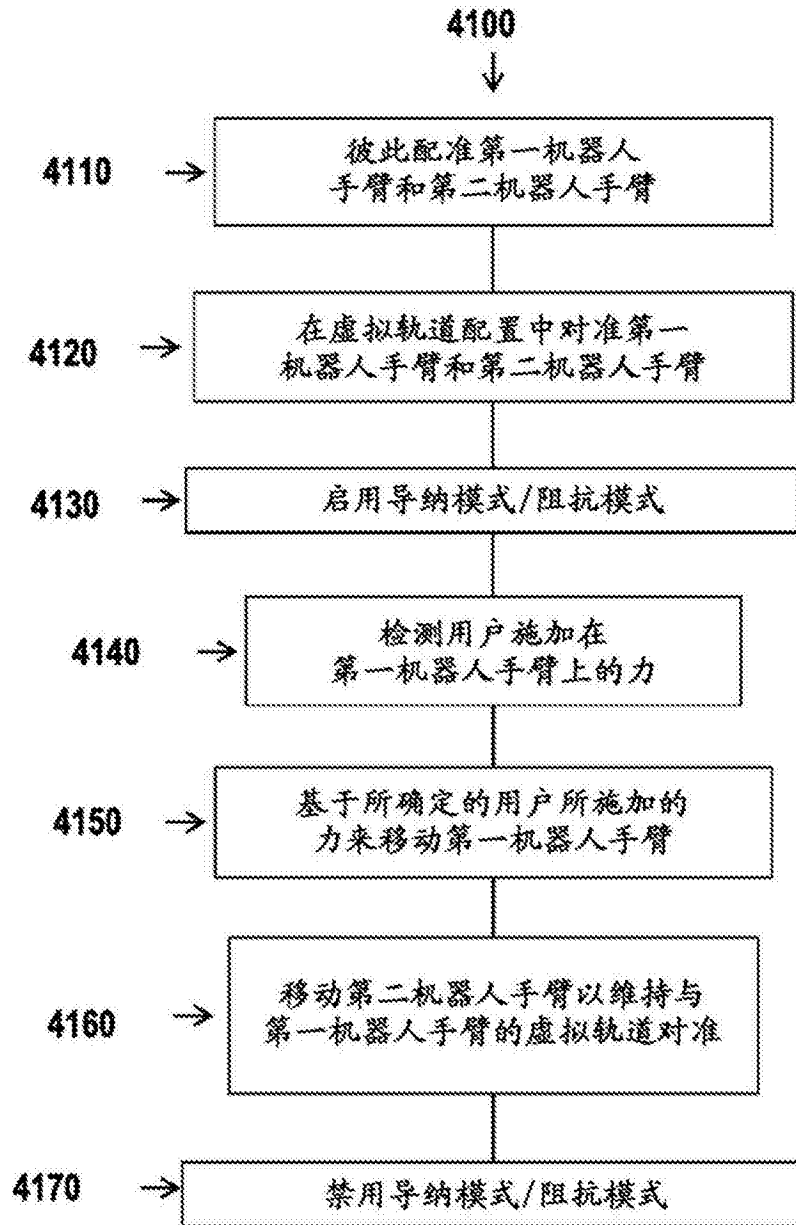 4100
4110
彼此配准第一机器人
手臂和第二机器人手臂
4120
在虚拟轨道配置中对准第一
机器人手臂和第二机器人手臂
4130
启用导纳模式/阻抗模式
4140
检测用户施加在
第一机器人手臂上的力
4150
基于所确定的用户所施加的
力来移动第一机器人手臂
4160
移动第二机器人手臂以维持与
第一机器人手臂的虚拟轨道对准
4170
禁用导纳模式/阻抗模式